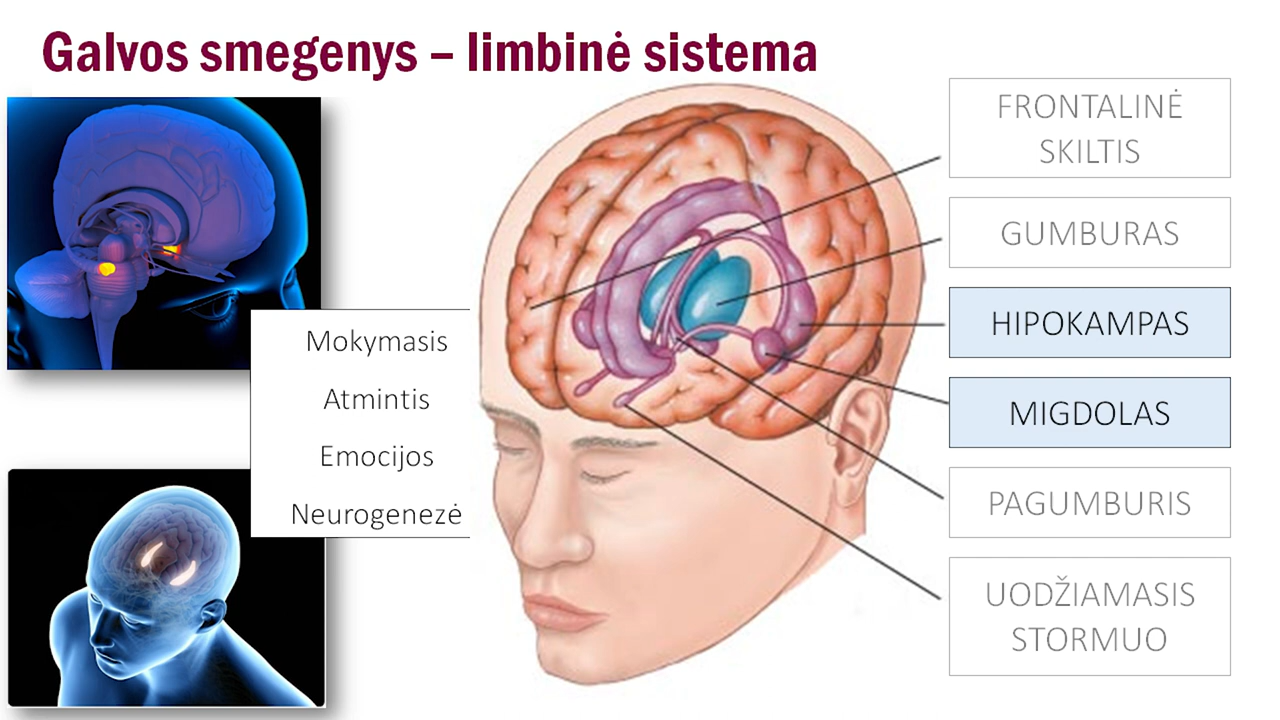 Galvos smegenys – limbinė sistema
Mokymasis
Atmintis
Emocijos
Neurogenezė
FRONTALINĖ
SKILTIS
GUMBURAS
HIPOKAMPAS
MIGDOLAS
PAGUMBURIS
UODŽIAMASIS
STORMUO